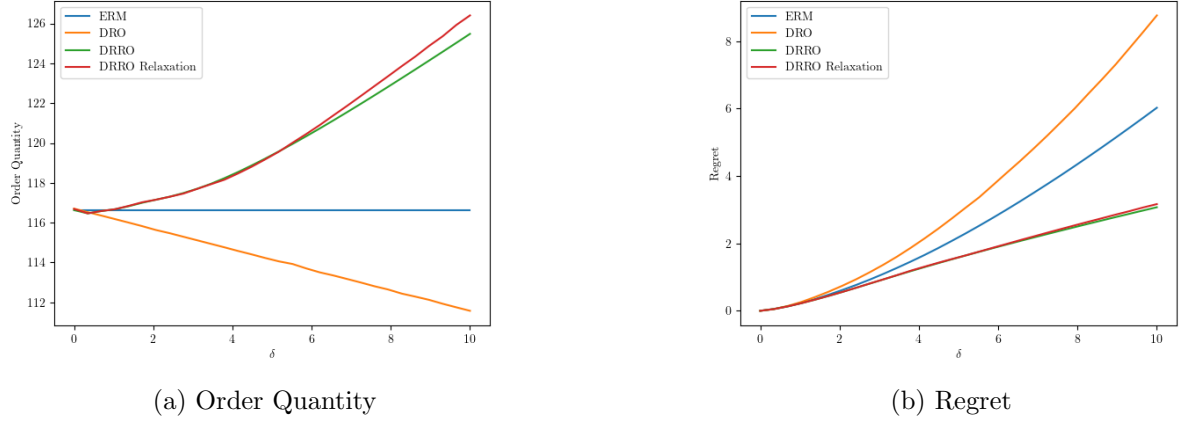 ERM
DRO
DRRO
DRRO Relaxation
Order Quantity
126
124
122
120
118
116
114
112
0 2 4 6 8 10
δ
(a) Order Quantity
ERM
DRO
DRRO
DRRO Relaxation
Regret
8
6
4
2
0
0 2 4 6 8 10
δ
(b) Regret